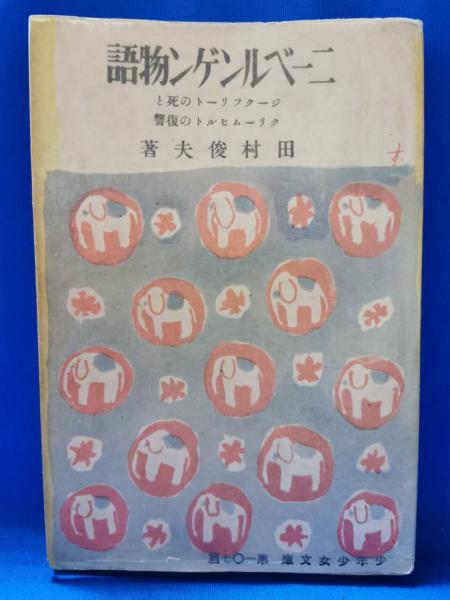 ニーベルンゲン物語
ジークフリートの死と
クリームヒルトの復讐
田村俊夫著
少年少女文庫 第一〇七篇